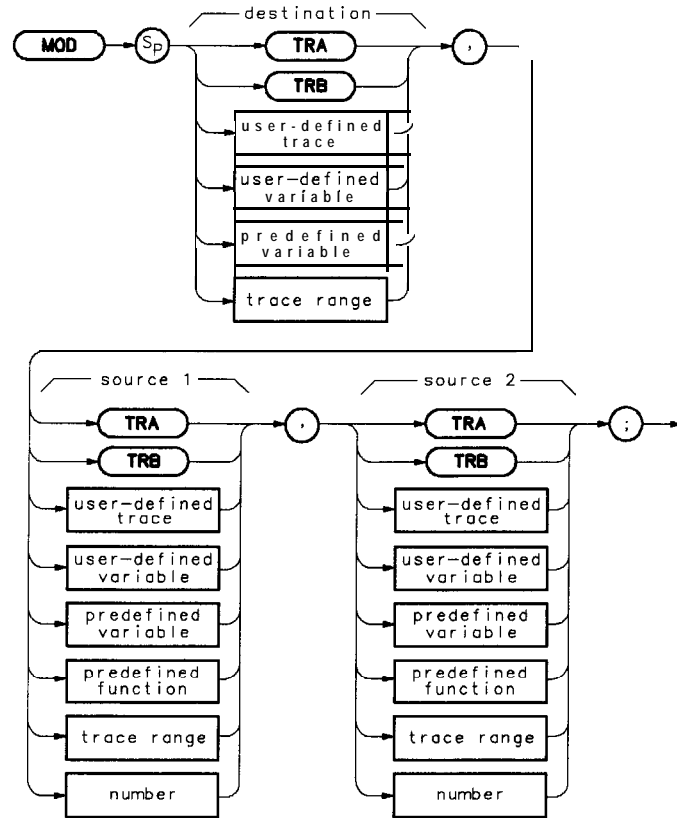 destination
MOD
Sp
TRA
,
TRB
user-defined
trace
user-defined
variable
predefined
variable
trace range
source 1
source 2
TRA
,
TRA
;
TRB
TRB
user-defined
trace
user-defined
trace
user-defined
variable
user-defined
variable
predefined
variable
predefined
variable
predefined
function
predefined
function
trace range
trace range
number
number